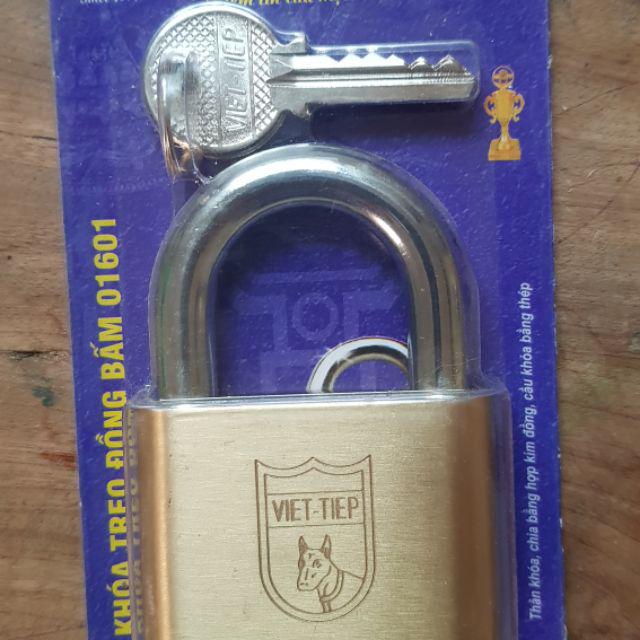 VIET-TIEP
KHÓA TREO ĐỒNG BẤM 01601
Thân khóa, chìa bằng hợp kim đồng, cầu khóa bằng thép
VIET-TIEP